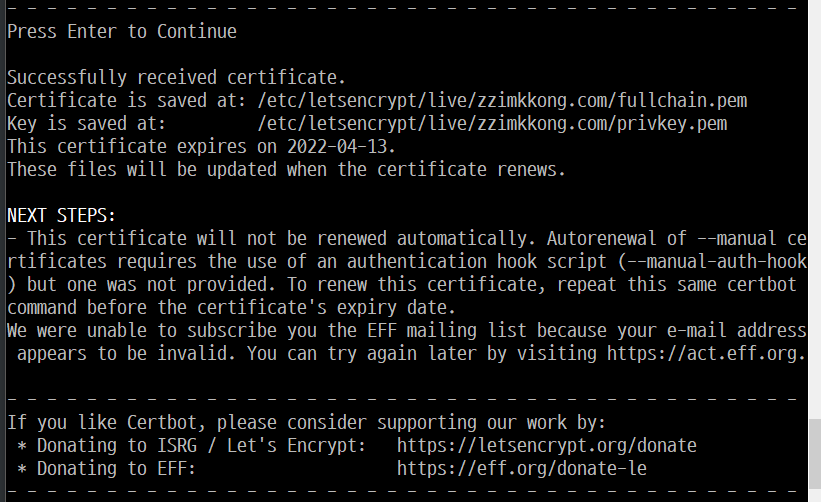 - - - - - - - - - - - - - - - - - - - - - - - - - - - - - - - - - - - - - - - -
Press Enter to Continue
Successfully received certificate.
Certificate is saved at: /etc/letsencrypt/live/zzimkkong.com/fullchain.pem
Key is saved at:         /etc/letsencrypt/live/zzimkkong.com/privkey.pem
This certificate expires on 2022-04-13.
These files will be updated when the certificate renews.
NEXT STEPS:
- This certificate will not be renewed automatically. Autorenewal of --manual ce
rtificates requires the use of an authentication hook script (--manual-auth-hook
) but one was not provided. To renew this certificate, repeat this same certbot
command before the certificate's expiry date.
We were unable to subscribe you the EFF mailing list because your e-mail address
 appears to be invalid. You can try again later by visiting https://act.eff.org.
- - - - - - - - - - - - - - - - - - - - - - - - - - - - - - - - - - - - - - - -
If you like Certbot, please consider supporting our work by:
 * Donating to ISRG / Let's Encrypt:   https://letsencrypt.org/donate
 * Donating to EFF:                    https://eff.org/donate-le
- - - - - - - - - - - - - - - - - - - - - - - - - - - - - - - - - - - - - - - -